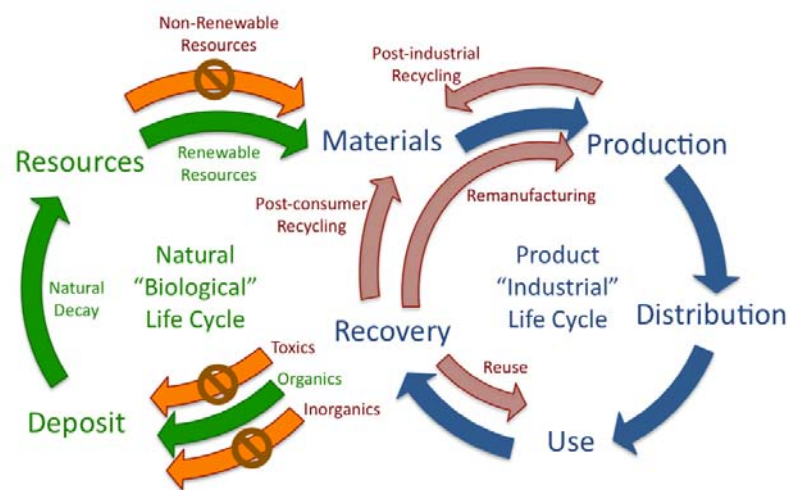 Non-Renewable
Resources
Post-industrial
Recycling
Resources
Renewable
Resources
Materials
Production
Post-consumer
Recycling
Remanufacturing
Natural
Decay
Natural
“Biological”
Life Cycle
Product
“Industrial”
Life Cycle
Distribution
Recovery
Toxics
Organics
Inorganics
Reuse
Deposit
Use